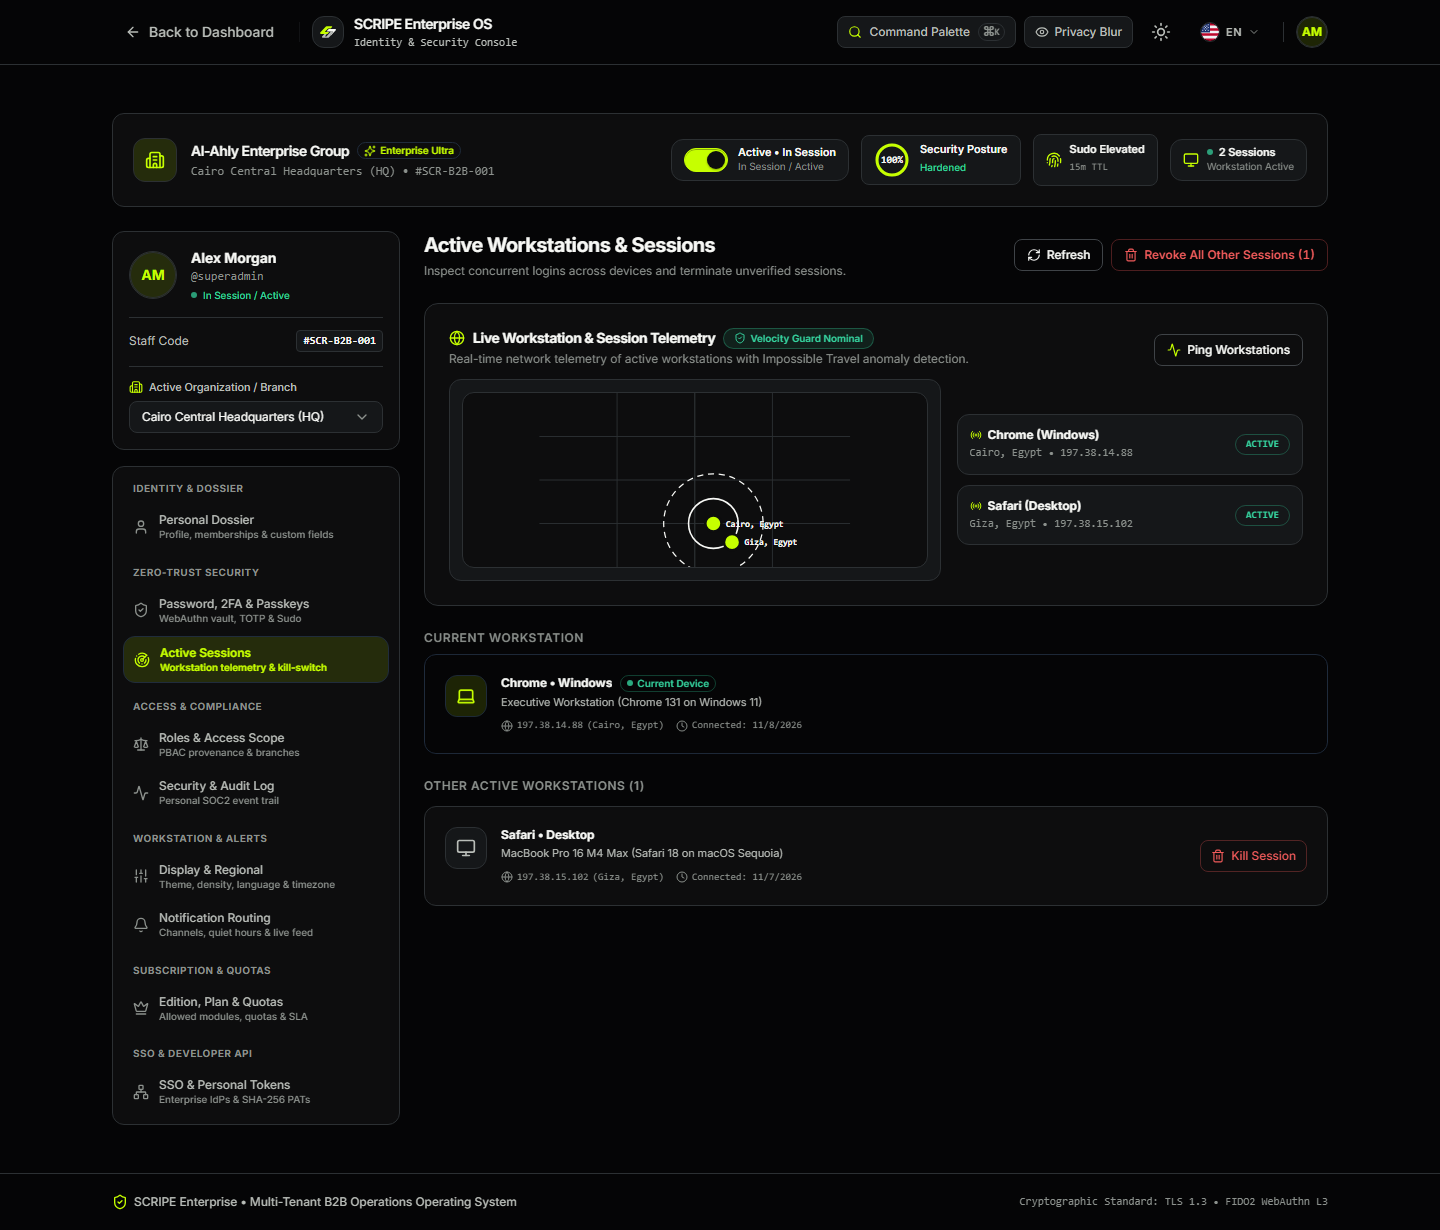 Back to Dashboard
SCRIPE Enterprise OS
Identity & Security Console
Command Palette ⌘K
Privacy Blur
EN
AM
Al-Ahly Enterprise Group
Enterprise Ultra
Cairo Central Headquarters (HQ) • #SCR-B2B-001
Active • In Session
In Session / Active
100%
Security Posture
Hardened
Sudo Elevated
15m TTL
2 Sessions
Workstation Active
AM
Alex Morgan
@superadmin
In Session / Active
Staff Code
#SCR-B2B-001
Active Organization / Branch
Cairo Central Headquarters (HQ)
IDENTITY & DOSSIER
Personal Dossier
Profile, memberships & custom fields
ZERO-TRUST SECURITY
Password, 2FA & Passkeys
WebAuthn vault, TOTP & Sudo
Active Sessions
Workstation telemetry & kill-switch
ACCESS & COMPLIANCE
Roles & Access Scope
PBAC provenance & branches
Security & Audit Log
Personal SOC2 event trail
WORKSTATION & ALERTS
Display & Regional
Theme, density, language & timezone
Notification Routing
Channels, quiet hours & live feed
SUBSCRIPTION & QUOTAS
Edition, Plan & Quotas
Allowed modules, quotas & SLA
SSO & DEVELOPER API
SSO & Personal Tokens
Enterprise IdPs & SHA-256 PATs
Active Workstations & Sessions
Inspect concurrent logins across devices and terminate unverified sessions.
Refresh
Revoke All Other Sessions (1)
Live Workstation & Session Telemetry
Velocity Guard Nominal
Real-time network telemetry of active workstations with Impossible Travel anomaly detection.
Ping Workstations
Cairo, Egypt
Giza, Egypt
Chrome (Windows)
Cairo, Egypt • 197.38.14.88
ACTIVE
Safari (Desktop)
Giza, Egypt • 197.38.15.102
ACTIVE
CURRENT WORKSTATION
Chrome • Windows
Current Device
Executive Workstation (Chrome 131 on Windows 11)
197.38.14.88 (Cairo, Egypt)
Connected: 11/8/2026
OTHER ACTIVE WORKSTATIONS (1)
Safari • Desktop
MacBook Pro 16 M4 Max (Safari 18 on macOS Sequoia)
197.38.15.102 (Giza, Egypt)
Connected: 11/7/2026
Kill Session
SCRIPE Enterprise • Multi-Tenant B2B Operations Operating System
Cryptographic Standard: TLS 1.3 • FIDO2 WebAuthn L3